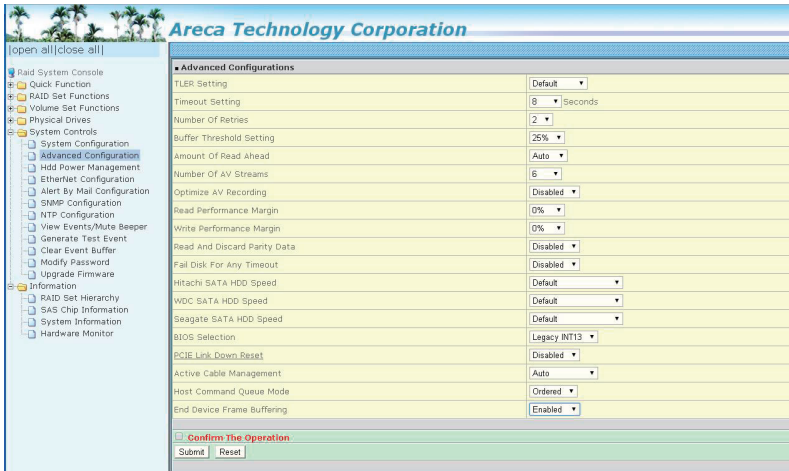 Areca Technology Corporation
|open all|close all|
Raid System Console
Quick Function
RAID Set Functions
Volume Set Functions
Physical Drives
System Controls
System Configuration
Advanced Configuration
Hdd Power Management
EtherNet Configuration
Alert By Mail Configuration
SNMP Configuration
NTP Configuration
View Events/Mute Beeper
Generate Test Event
Clear Event Buffer
Modify Password
Upgrade Firmware
Information
RAID Set Hierarchy
SAS Chip Information
System Information
Hardware Monitor
Advanced Configurations
TLER Setting Default
Timeout Setting 8 Seconds
Number Of Retries 2
Buffer Threshold Setting 25%
Amount Of Read Ahead Auto
Number Of AV Streams 6
Optimize AV Recording Disabled
Read Performance Margin 0%
Write Performance Margin 0%
Read And Discard Parity Data Disabled
Fail Disk For Any Timeout Disabled
Hitachi SATA HDD Speed Default
WDC SATA HDD Speed Default
Seagate SATA HDD Speed Default
BIOS Selection Legacy INT13
PCIE Link Down Reset Disabled
Active Cable Management Auto
Host Command Queue Mode Ordered
End Device Frame Buffering Enabled
Confirm The Operation
Submit Reset